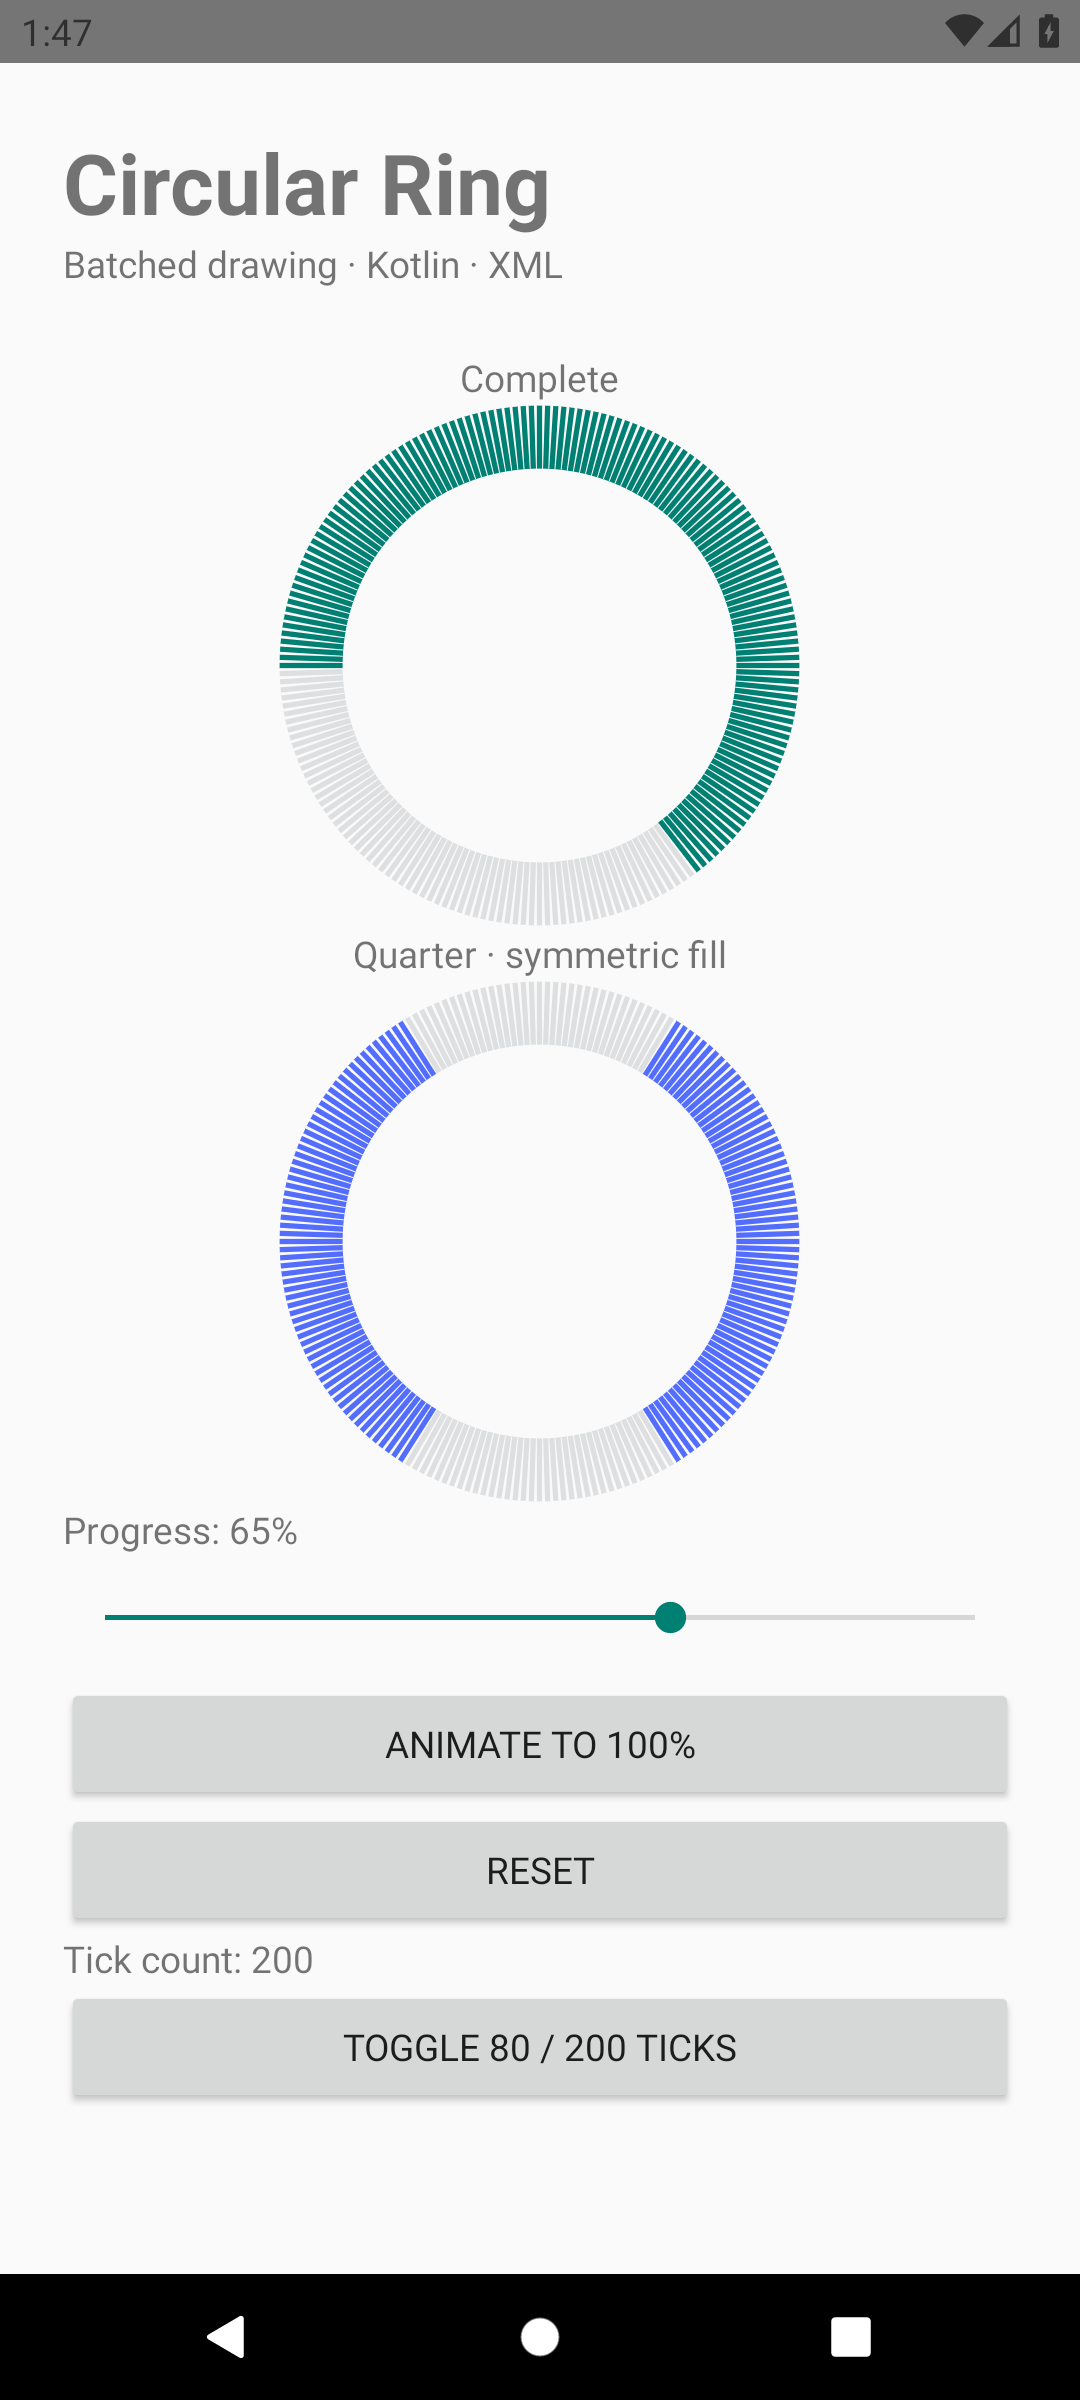 1:47
Circular Ring
Batched drawing · Kotlin · XML
Complete
Quarter · symmetric fill
Progress: 65%
ANIMATE TO 100%
RESET
Tick count: 200
TOGGLE 80 / 200 TICKS